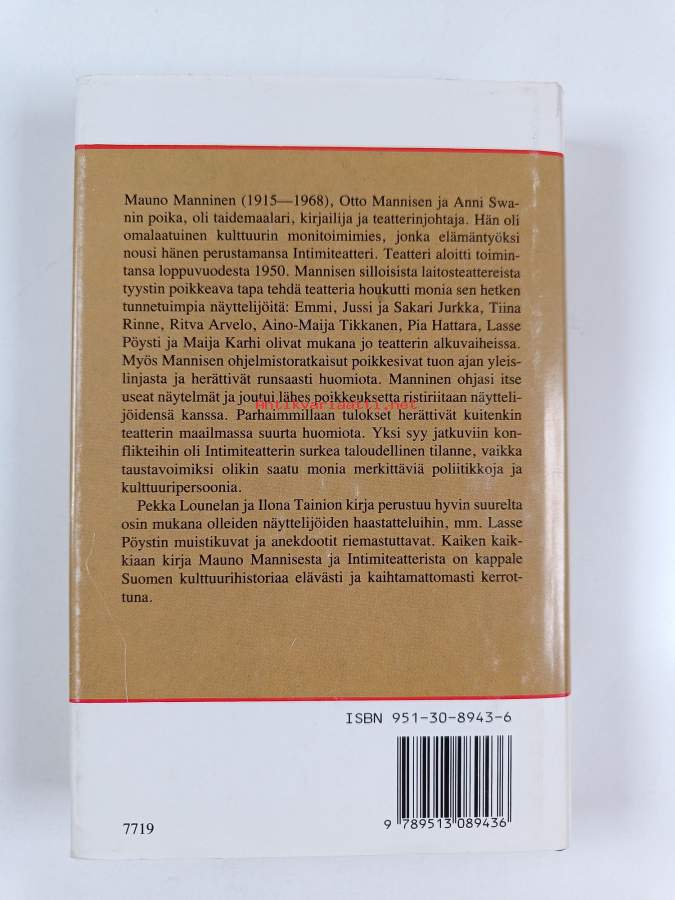 Mauno Manninen (1915—1968), Otto Mannisen ja Anni Swa-
nin poika, oli taidemaalari, kirjailija ja teatterinjohtaja. Hän oli
omalaatuinen kulttuurin monitoimimies, jonka elämäntyöksi
nousi hänen perustamansa Intimiteatteri. Teatteri aloitti toimin-
tansa loppuvuodesta 1950. Mannisen silloisista laitosteattereista
tyystin poikkeava tapa tehdä teatteria houkutti monia sen hetken
tunnetuimpia näyttelijöitä: Emmi, Jussi ja Sakari Jurkka, Tiina
Rinne, Ritva Arvelo, Aino-Maija Tikkanen, Pia Hattara, Lasse
Pöysti ja Maija Karhi olivat mukana jo teatterin alkuvaiheissa.
Myös Mannisen ohjelmistoratkaisut poikkesivat tuon ajan yleis-
linjasta ja herättivät runsaasti huomiota. Manninen ohjasi itse
useat näytelmät ja joutui lähes poikkeuksetta ristiriitaan näytteli-
jöidensä kanssa. Parhaimmillaan tulokset herättivät kuitenkin
teatterin maailmassa suurta huomiota. Yksi syy jatkuviin kon-
flikteihin oli Intimiteatterin surkea taloudellinen tilanne, vaikka
taustavoimiksi olikin saatu monia merkittäviä poliitikkoja ja
kulttuuripersoonia.
Pekka Lounelan ja Ilona Tainion kirja perustuu hyvin suurelta
osin mukana olleiden näyttelijöiden haastatteluihin, mm. Lasse
Pöystin muistikuvat ja anekdootit riemastuttavat. Kaiken kaik-
kiaan kirja Mauno Mannisesta ja Intimiteatterista on kappale
Suomen kulttuurihistoriaa elävästi ja kaihtamattomasti kerrot-
tuna.
Antikvariaatti.net
ISBN 951-30-8943-6
9 789513 089436
7719